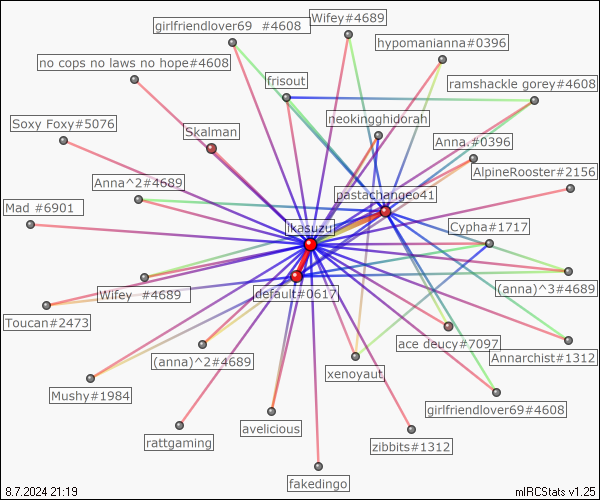 girlfriendlover69 #4608
Wifey#4689
hypomanianna#0396
no cops no laws no hope#4608
frisout
ramshackle gorey#4608
Soxy Foxy#5076
Skalman
neokingghidorah
Anna.#0396
AlpineRooster#2156
Anna^2#4689
pastachangeo41
Mad #6901
ikasuzu
Cypha#1717
Wifey #4689
default#0617
(anna)^3#4689
Toucan#2473
ace deucy#7097
Annarchist#1312
(anna)^2#4689
xenoyaut
Mushy#1984
girlfriendlover69#4608
avelicious
rattgaming
zibbits#1312
fakedingo
8.7.2024 21:19
mIRCStats v1.25